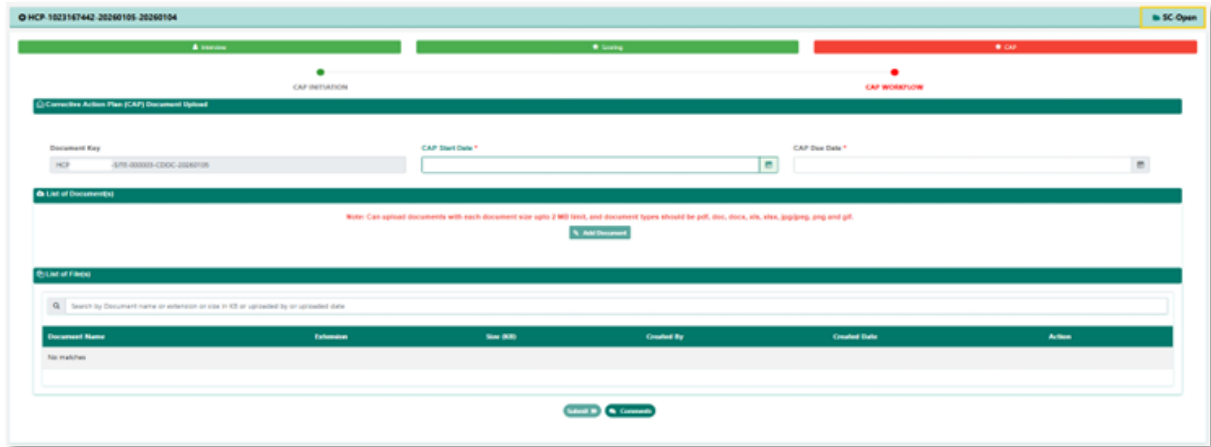 HCP-1023167442-20260105-20260104
SC-Open
Interview
Scoring
CAP
CAP INITIATION
CAP WORKFLOW
Corrective Action Plan (CAP) Document Upload
Document Key
CAP Start Date *
CAP Due Date *
HCP -SITE-000003-CDOC-20260105
List of Document(s)
Note: Can upload documents with each document size upto 2 MB limit, and document types should be pdf, doc, docx, xls, xlsx, jpg/jpeg, png and gif.
Add Document
List of File(s)
Search by Document name or extension or size in KB or uploaded by or uploaded date
Document Name Extension Size (KB) Created By Created Date Action
No matches
Submit
Comments